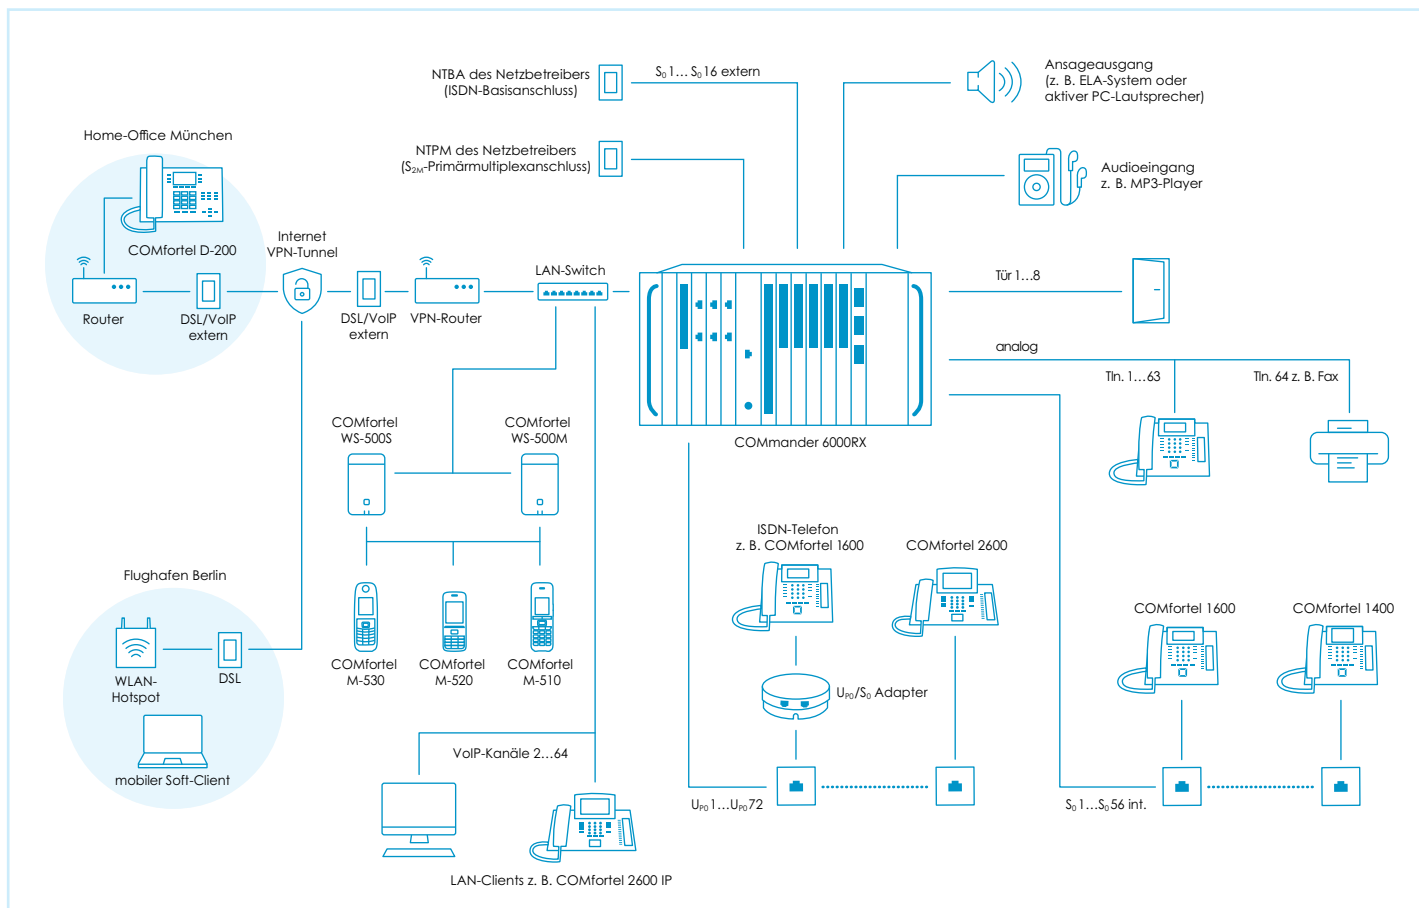 NTBA des Netzbetreibers
(ISDN-Basisanschluss)
S₀ 1... S₀ 16 extern
Ansageausgang
(z. B. ELA-System oder
aktiver PC-Lautsprecher)
NTPM des Netzbetreibers
(S₂ₘ-Primärmultiplexanschluss)
Audioeingang
z. B. MP3-Player
Home-Office München
COMfortel D-200
Internet
VPN-Tunnel
LAN-Switch
Router
DSL/VoIP
extern
DSL/VoIP
extern
VPN-Router
Tür 1...8
analog
Tln. 1...63
Tln. 64 z. B. Fax
COMmander 6000RX
COMfortel
WS-500S
COMfortel
WS-500M
COMfortel
M-530
COMfortel
M-520
COMfortel
M-510
Flughafen Berlin
WLAN-
Hotspot
DSL
mobiler Soft-Client
VoIP-Kanäle 2...64
LAN-Clients z. B. COMfortel 2600 IP
ISDN-Telefon
z. B. COMfortel 1600
COMfortel 2600
U_P0/S₀ Adapter
U_P0 1...U_P0 72
COMfortel 1600
COMfortel 1400
S₀ 1...S₀ 56 int.